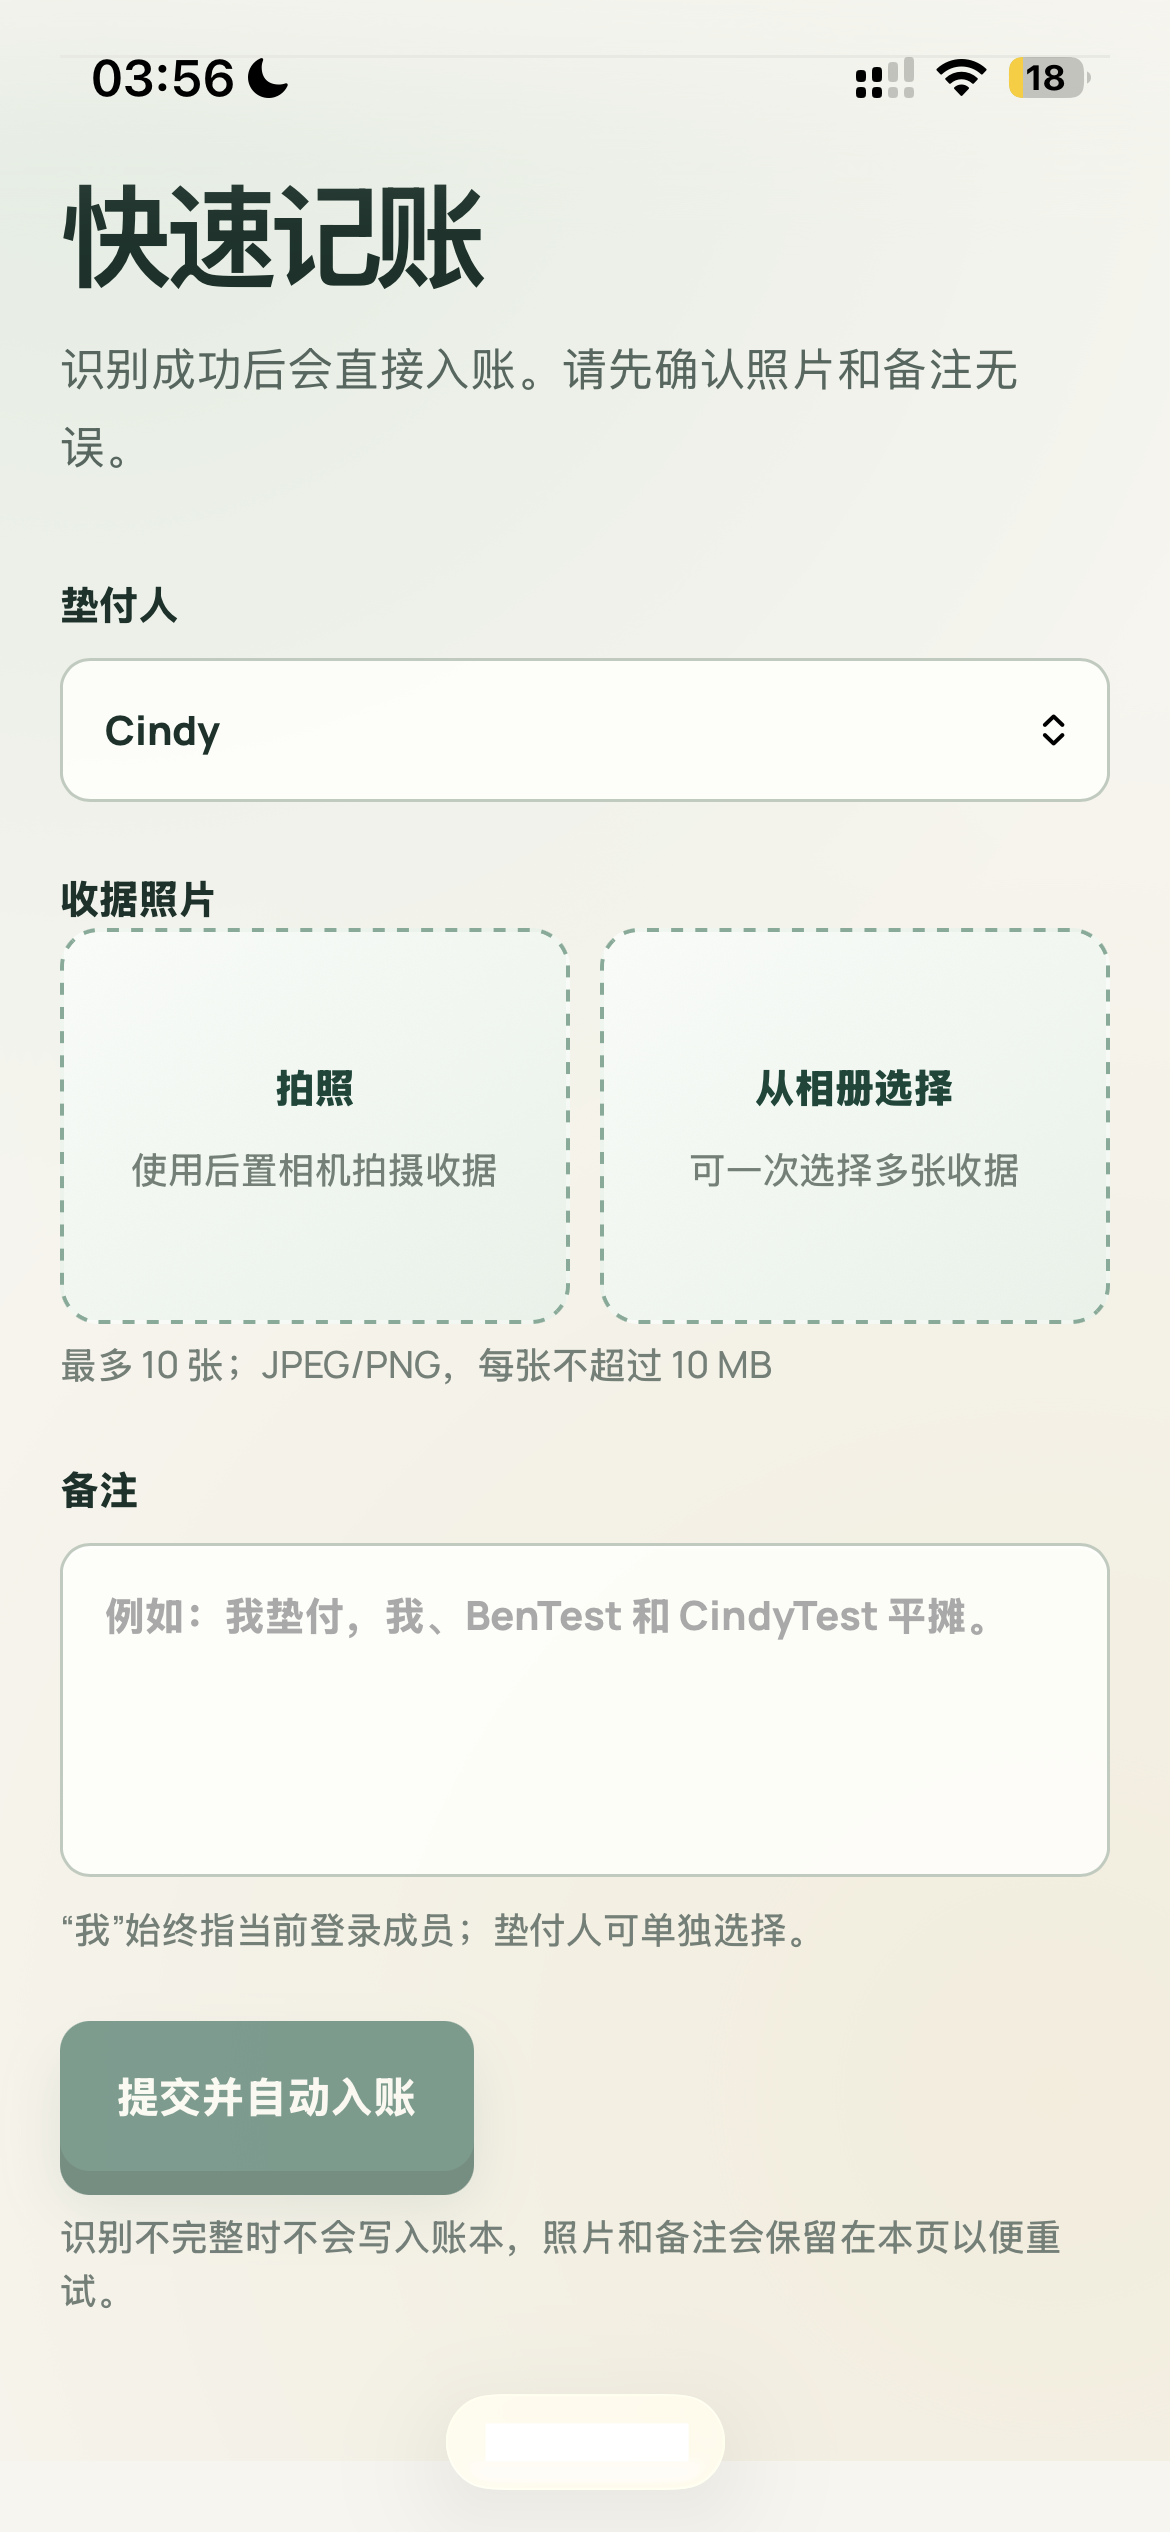 03:56
18
快速记账
识别成功后会直接入账。请先确认照片和备注无
误。
垫付人
Cindy
收据照片
拍照
从相册选择
使用后置相机拍摄收据
可一次选择多张收据
最多 10 张；JPEG/PNG，每张不超过 10 MB
备注
例如：我垫付，我、BenTest 和 CindyTest 平摊。
“我”始终指当前登录成员；垫付人可单独选择。
提交并自动入账
识别不完整时不会写入账本，照片和备注会保留在本页以便重
试。